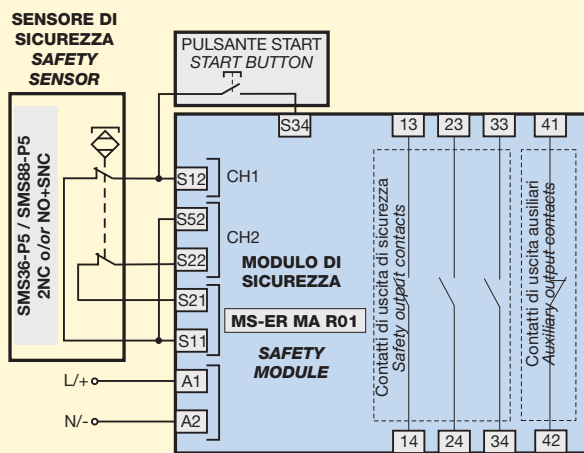 SENSORE DI
SICUREZZA
SAFETY
SENSOR
PULSANTE START
START BUTTON
S34
13
23
33
41
SMS36-P5 / SMS88-P5
2NC o/or NO+SNC
S12
CH1
S52
CH2
S22
S21
S11
MODULO DI
SICUREZZA
MS-ER MA R01
SAFETY
MODULE
Contatti di uscita di sicurezza
Safety output contacts
Contatti di uscita ausiliari
Auxiliary output contacts
L/+
A1
N/-
A2
14
24
34
42